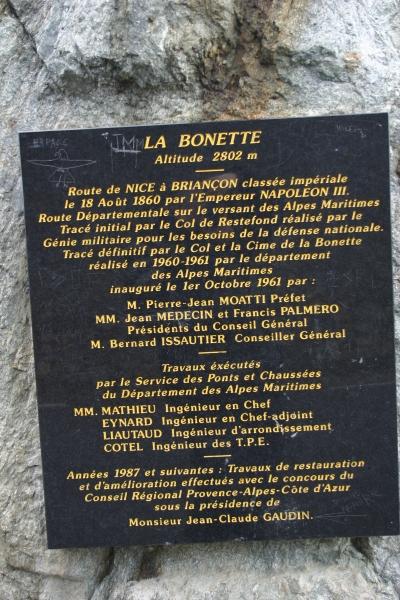 LA BONETTE
Altitude 2802 m
Route de NICE à BRIANÇON classée impériale
le 18 Août 1860 par l'Empereur NAPOLEON III.
Route Départementale sur le versant des Alpes Maritimes
Tracé initial par le Col de Restefond réalisé par le
Génie militaire pour les besoins de la défense nationale.
Tracé définitif par le Col et la Cime de la Bonette
réalisé en 1960-1961 par le département
des Alpes Maritimes
inauguré le 1er Octobre 1961 par :
M. Pierre-Jean MOATTI Préfet
MM. Jean MEDECIN et Francis PALMERO
Présidents du Conseil Général
M. Bernard ISSAUTIER Conseiller Général
Travaux éxécutés
par le Service des Ponts et Chaussées
du Département des Alpes Maritimes
MM. MATHIEU Ingénieur en Chef
EYNARD Ingénieur en Chef-adjoint
LIAUTAUD Ingénieur d'arrondissement
COTEL Ingénieur des T.P.E.
Années 1987 et suivantes : Travaux de restauration
et d'amélioration effectués avec le concours du
Conseil Régional Provence-Alpes-Côte d'Azur
sous la présidence de
Monsieur Jean-Claude GAUDIN.